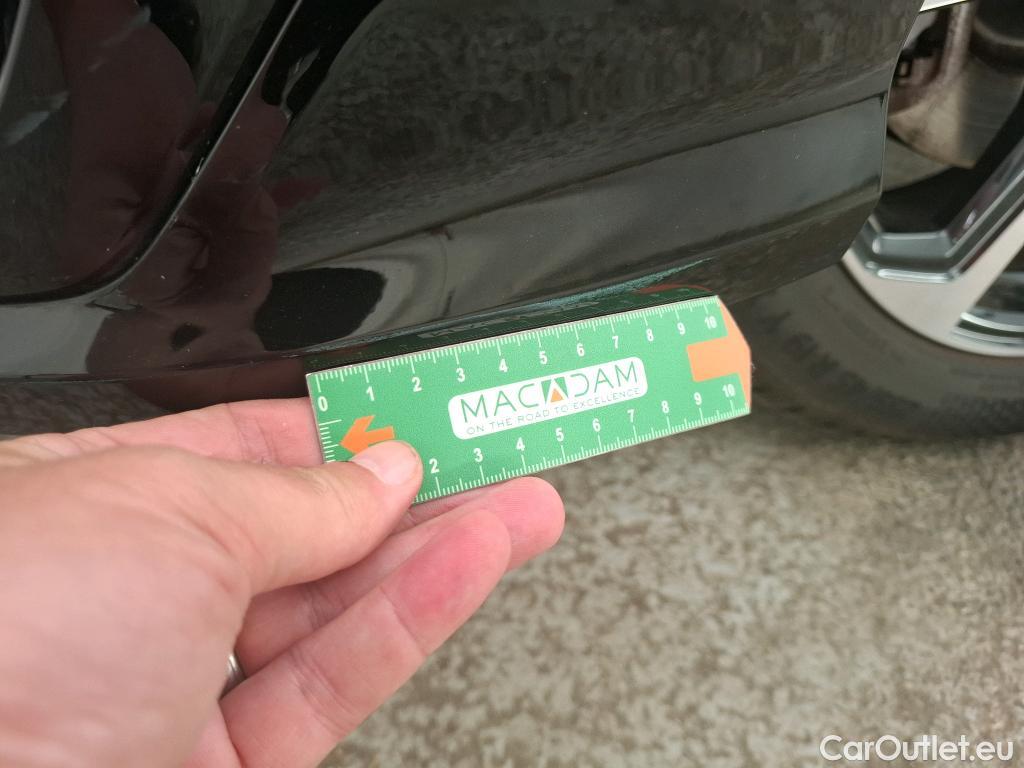 0 1 2 3 4 5 6 7 8 9 10
MACADAM
ON THE ROAD TO EXCELLENCE
2 3 4 5 6 7 8 9 10
CarOutlet.eu